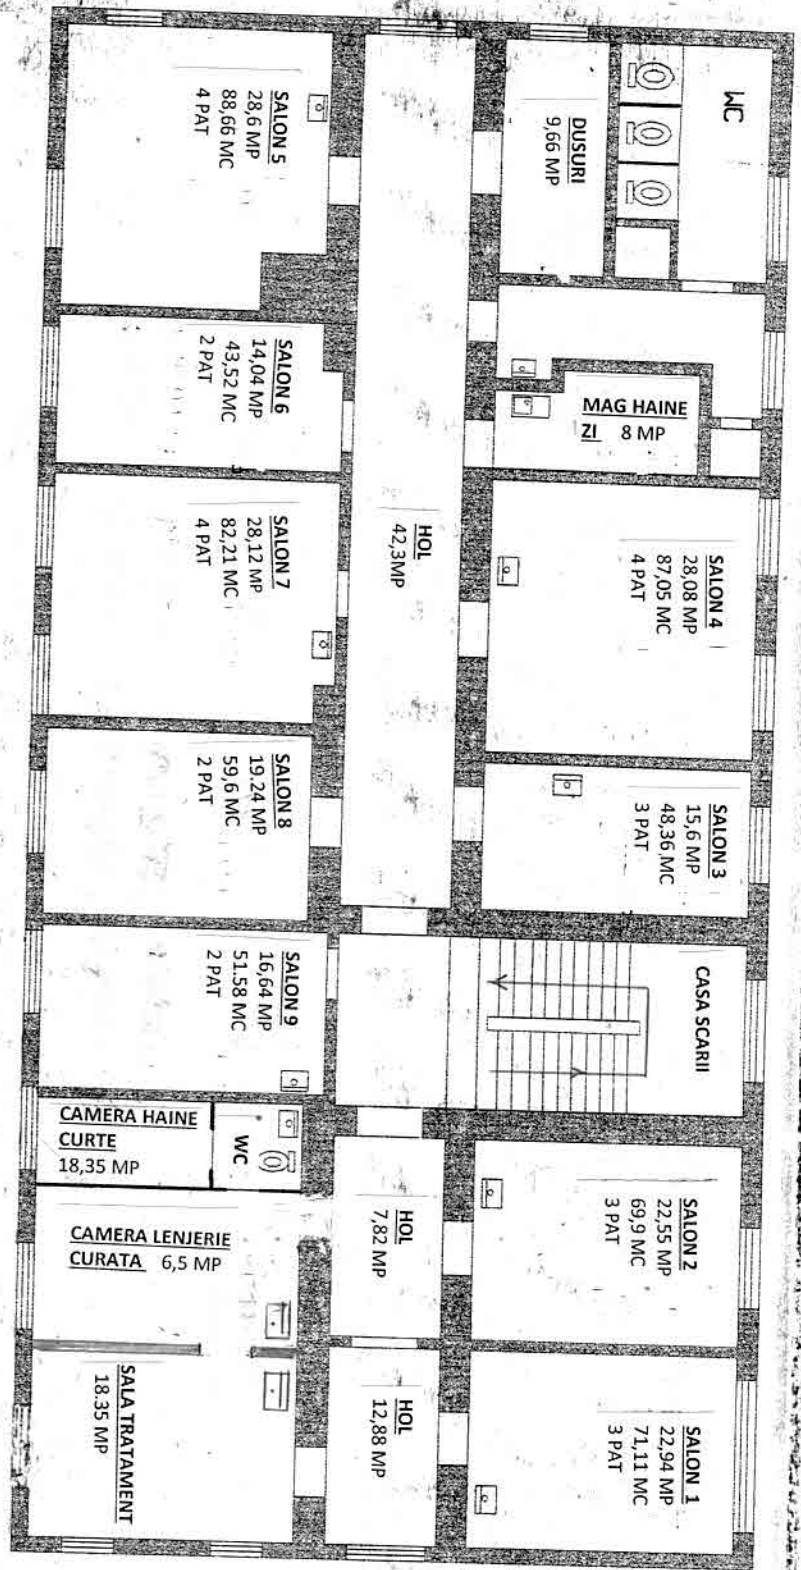 WC
DUSURI
9,66 MP
SALON 5
28,6 MP
88,66 MC
4 PAT
SALON 6
14,04 MP
43,52 MC
2 PAT
MAG HAINE
ZI 8 MP
HOL
42,3MP
SALON 4
28,08 MP
87,05 MC
4 PAT
SALON 7
28,12 MP
82,21 MC
4 PAT
SALON 3
15,6 MP
48,36 MC
3 PAT
SALON 8
19.24 MP
59,6 MC
2 PAT
CASA SCARII
SALON 9
16,64 MP
51.58 MC
2 PAT
CAMERA HAINE
CURTE
18,35 MP
WC
CAMERA LENJERIE
CURATA 6,5 MP
HOL
7,82 MP
SALON 2
22,55 MP
69,9 MC
3 PAT
SALA TRATAMENT
18.35 MP
HOL
12,88 MP
SALON 1
22,94 MP
71,11 MC
3 PAT